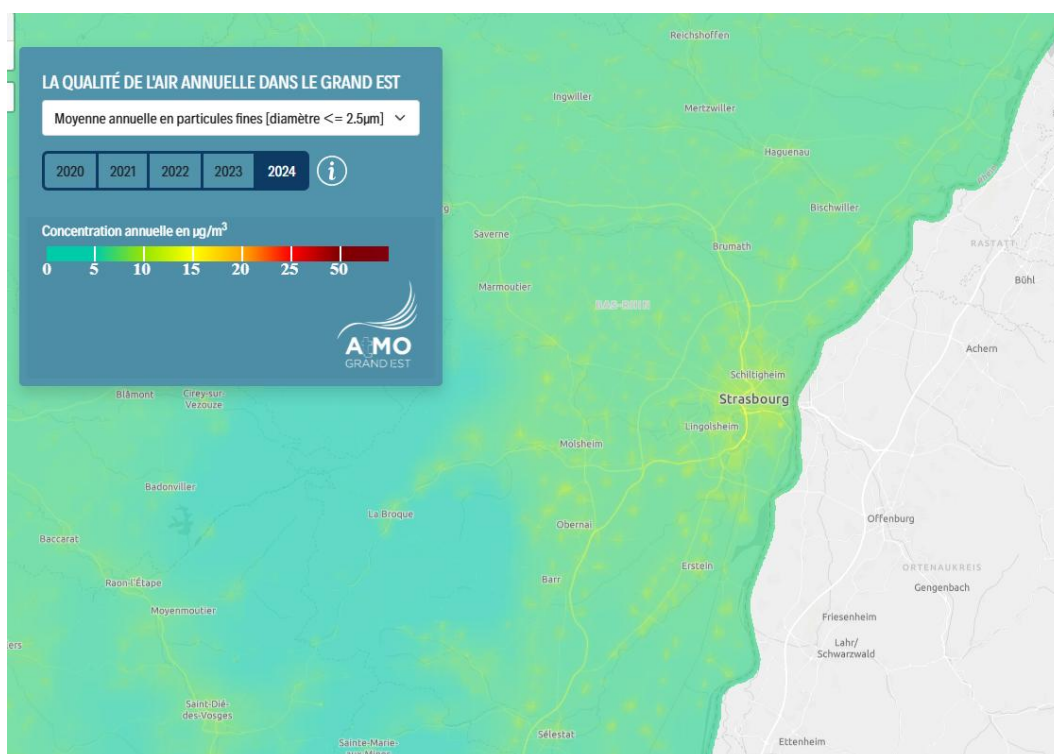 LA QUALITÉ DE L'AIR ANNUELLE DANS LE GRAND EST
Moyenne annuelle en particules fines [diamètre <= 2.5µm]
2020 2021 2022 2023 2024 i
Concentration annuelle en µg/m³
0 5 10 15 20 25 50
ATMO
GRAND EST
Reichshoffen
Ingwiller
Mertzwiller
Haguenau
Bischwiller
Saverne
Brumath
RASTATT
Bühl
Marmoutier
BAS-RHIN
Achern
Schiltigheim
Blâmont
Cirey-sur-
Vezouze
Strasbourg
Lingolsheim
Molsheim
Badonviller
La Broque
Offenburg
Obernai
Baccarat
Erstein
ORTENAUKREIS
Raon-l'Étape
Barr
Gengenbach
Moyenmoutier
Friesenheim
ers
Lahr/
Schwarzwald
Saint-Dié-
des-Vosges
Sélestat
Sainte-Marie-
Ettenheim